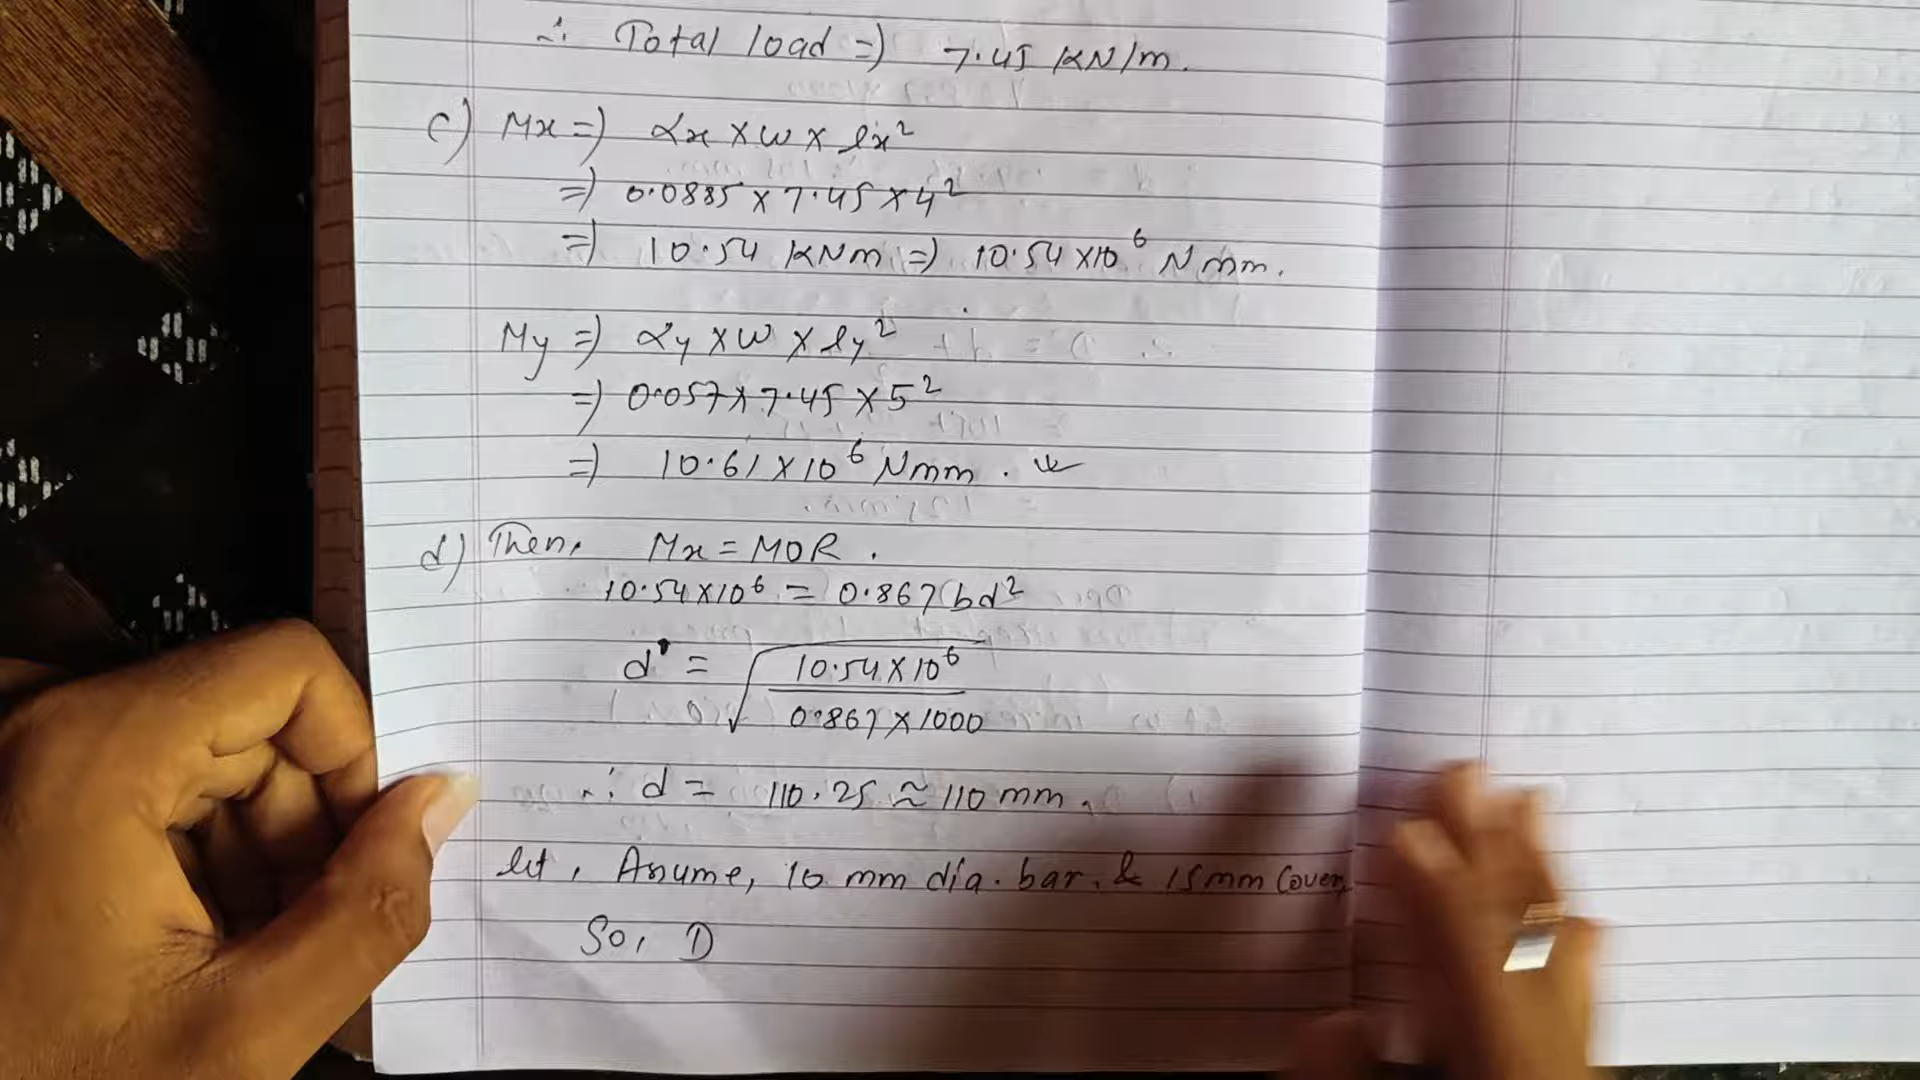 ∴ Total load ⇒ 7.45 KN/m.
c) Mx ⇒ αx × w × lx²
⇒ 0.0885 × 7.45 × 4²
⇒ 10.54 KNm ⇒ 10.54 × 10⁶ N mm.
My ⇒ αy × w × ly²
⇒ 0.057 × 7.45 × 5²
⇒ 10.61 × 10⁶ Nmm.
d) Then, Mx = MOR.
10.54 × 10⁶ = 0.867 bd²
d = √(10.54 × 10⁶ / 0.867 × 1000)
∴ d = 110.25 ≈ 110 mm.
let, Assume, 10 mm dia. bar. & 15mm Cover,
So, D